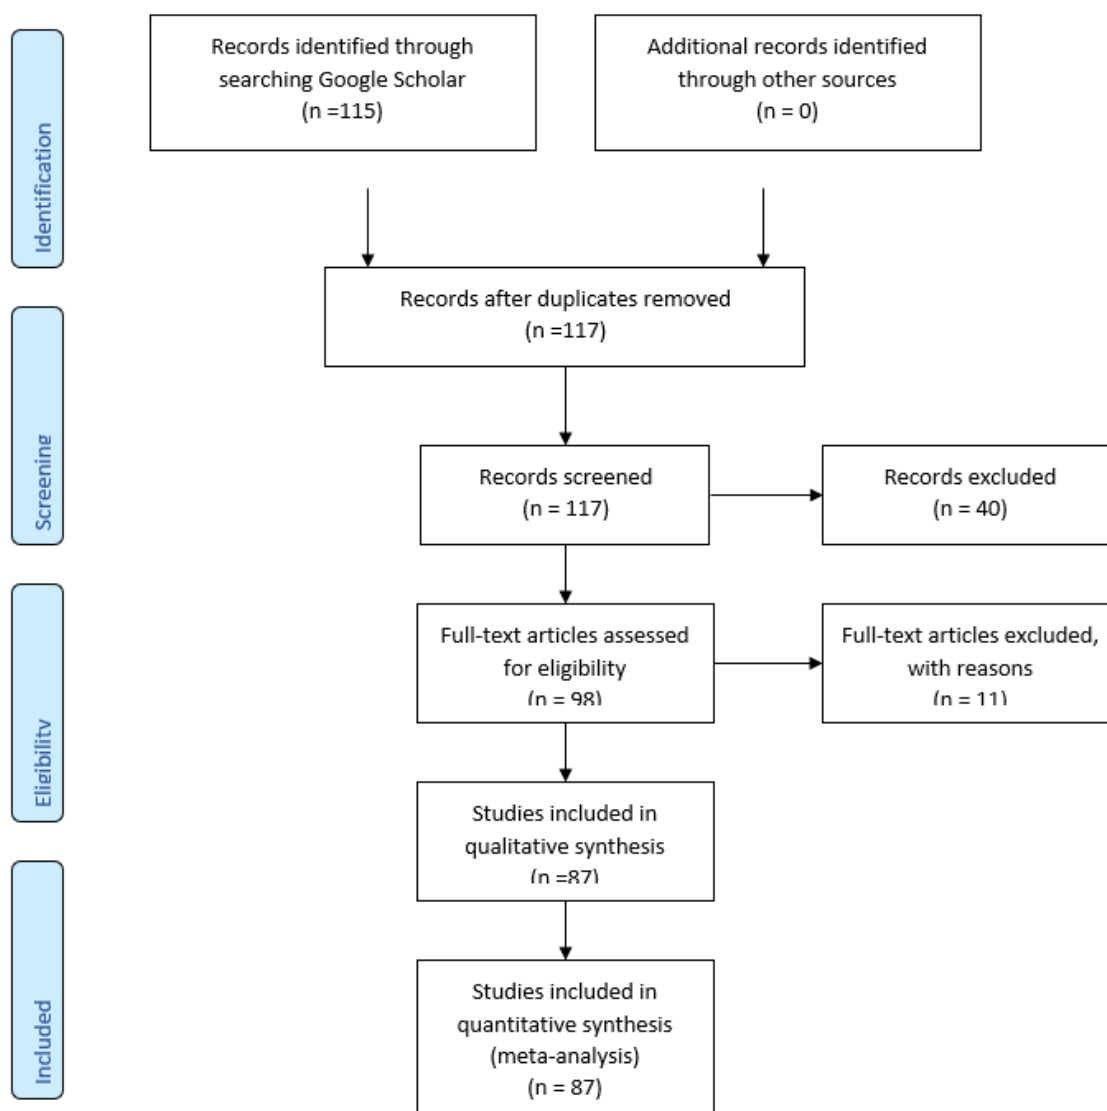 Records identified through
searching Google Scholar
(n =115)
Additional records identified
through other sources
(n = 0)
Identification
Records after duplicates removed
(n =117)
Screening
Records screened
(n = 117)
Records excluded
(n = 40)
Full-text articles assessed
for eligibility
(n = 98)
Full-text articles excluded,
with reasons
(n = 11)
Eligibility
Studies included in
qualitative synthesis
(n =87)
Included
Studies included in
quantitative synthesis
(meta-analysis)
(n = 87)